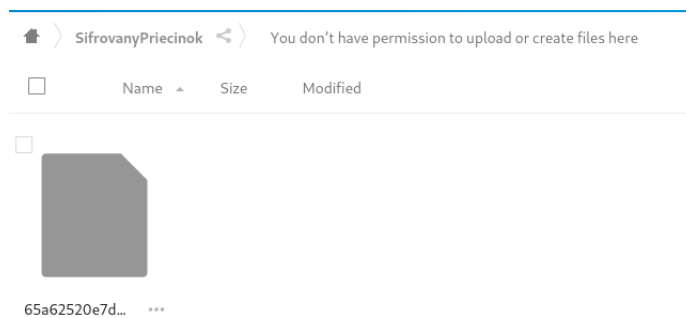 SifrovanyPriecinok You don't have permission to upload or create files here
Name Size Modified
65a62520e7d... ...